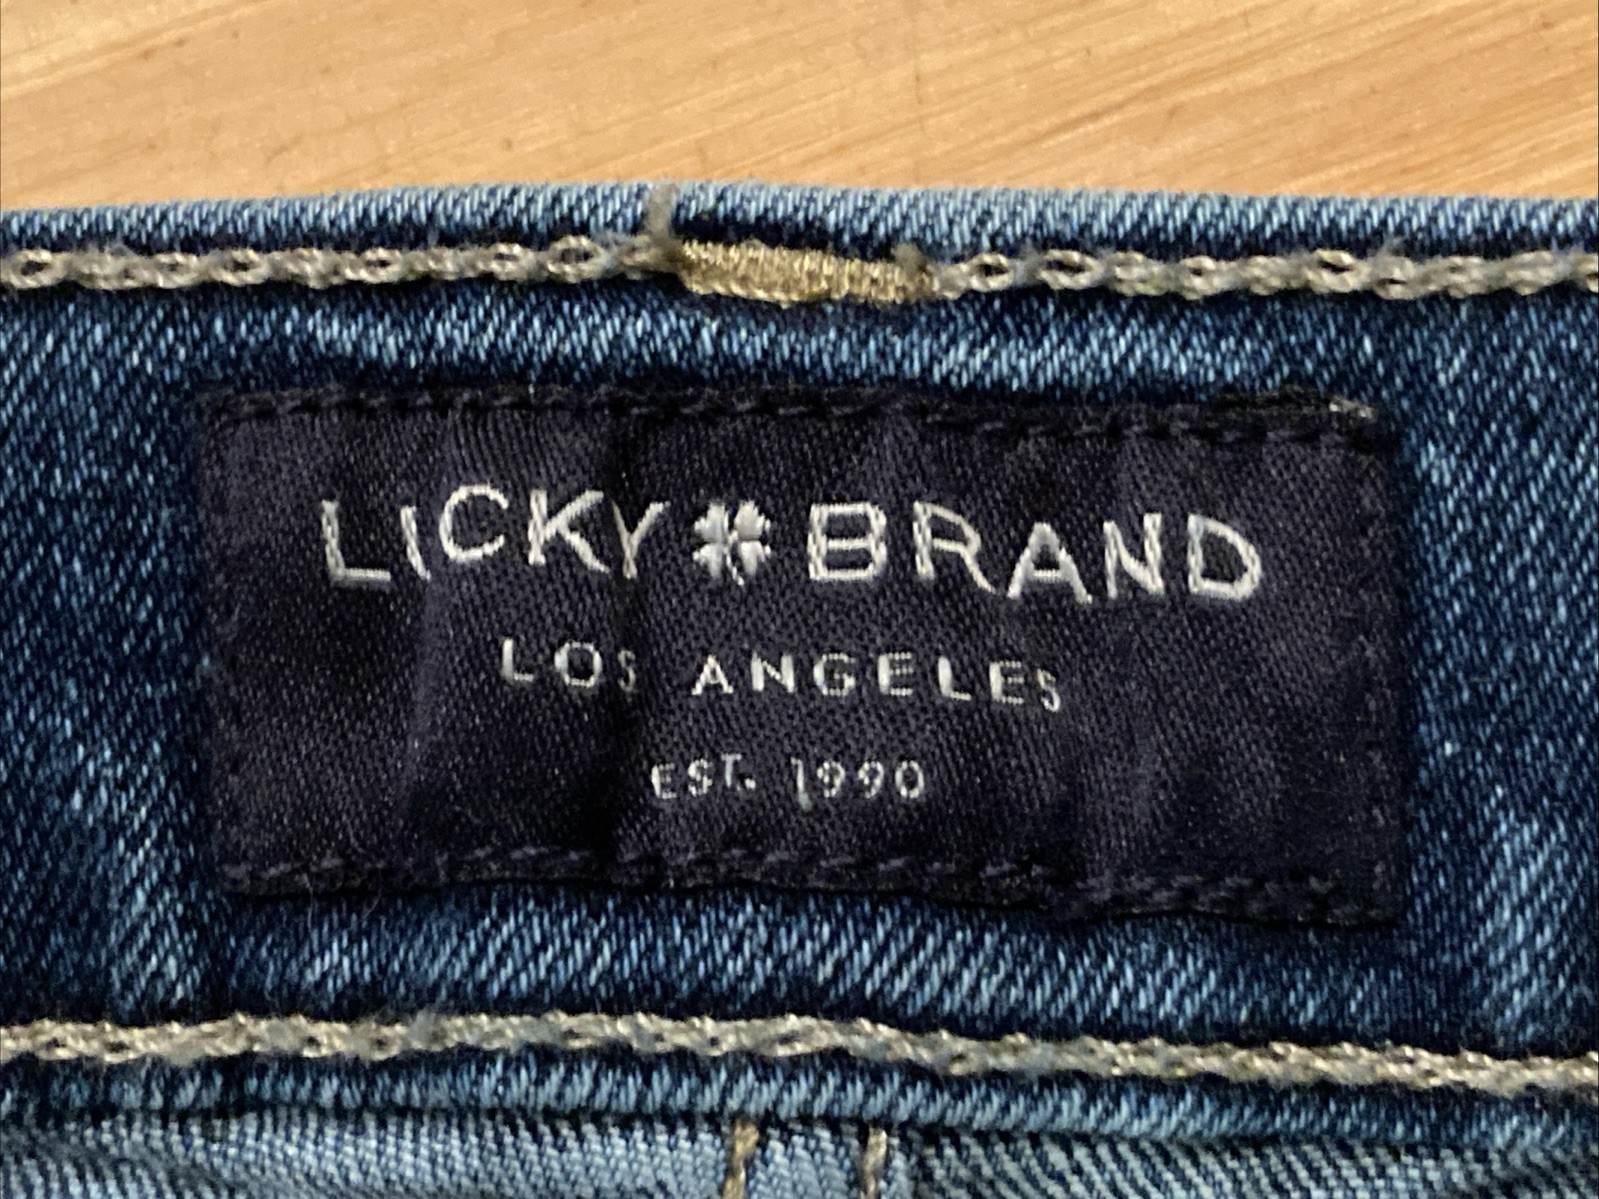 LICKY BRAND
LOS ANGELES
EST. 1990